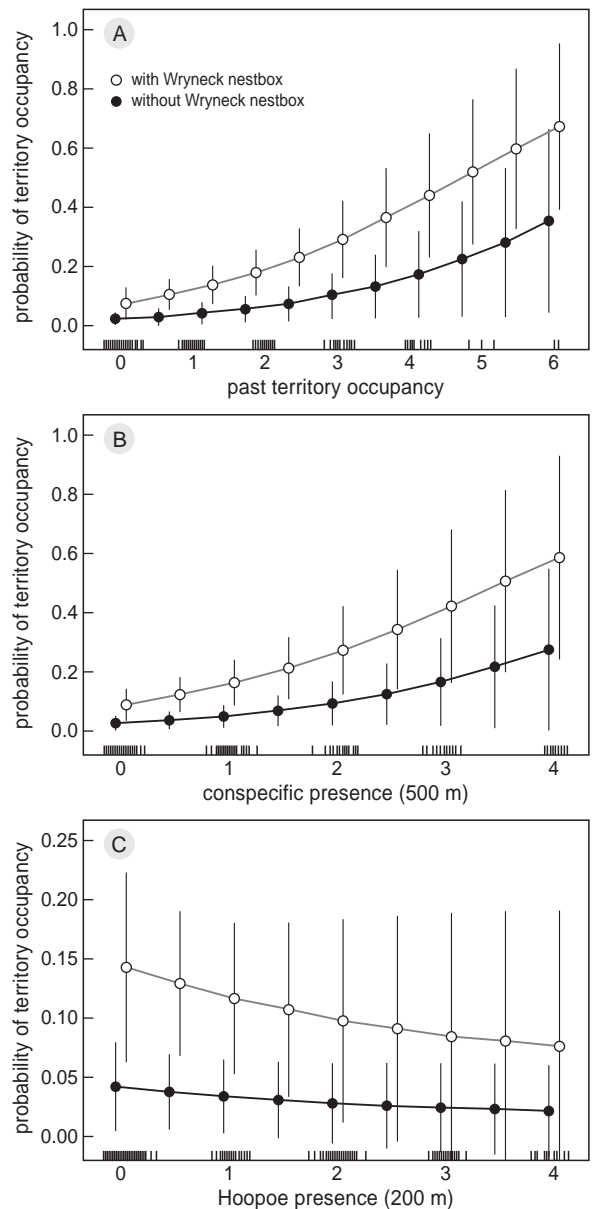 A
with Wryneck nestbox
without Wryneck nestbox
probability of territory occupancy
1.0
0.8
0.6
0.4
0.2
0.0
0 1 2 3 4 5 6
past territory occupancy
B
probability of territory occupancy
1.0
0.8
0.6
0.4
0.2
0.0
0 1 2 3 4
conspecific presence (500 m)
C
probability of territory occupancy
0.25
0.20
0.15
0.10
0.05
0.00
0 1 2 3 4
Hoopoe presence (200 m)